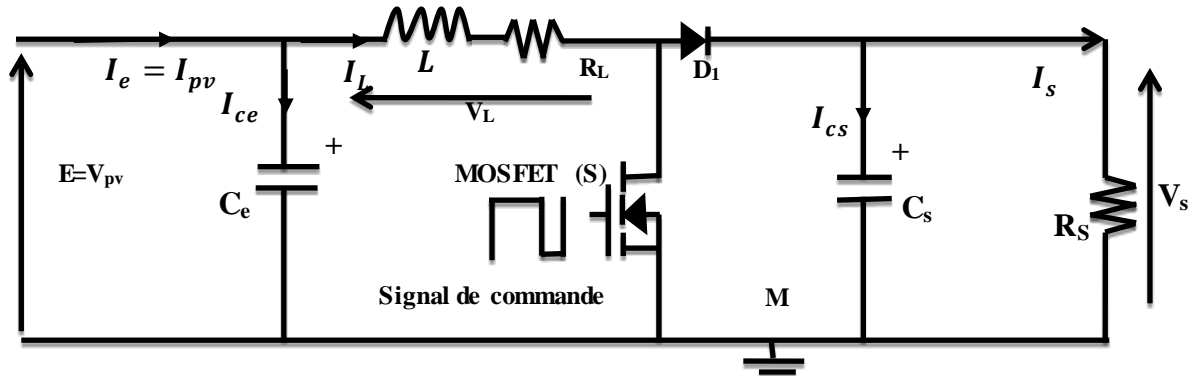 I_e = I_pv
I_L
L
R_L
D_1
I_s
I_ce
V_L
I_cs
+
+
E=V_pv
MOSFET (S)
C_e
C_s
R_S
V_s
Signal de commande
M